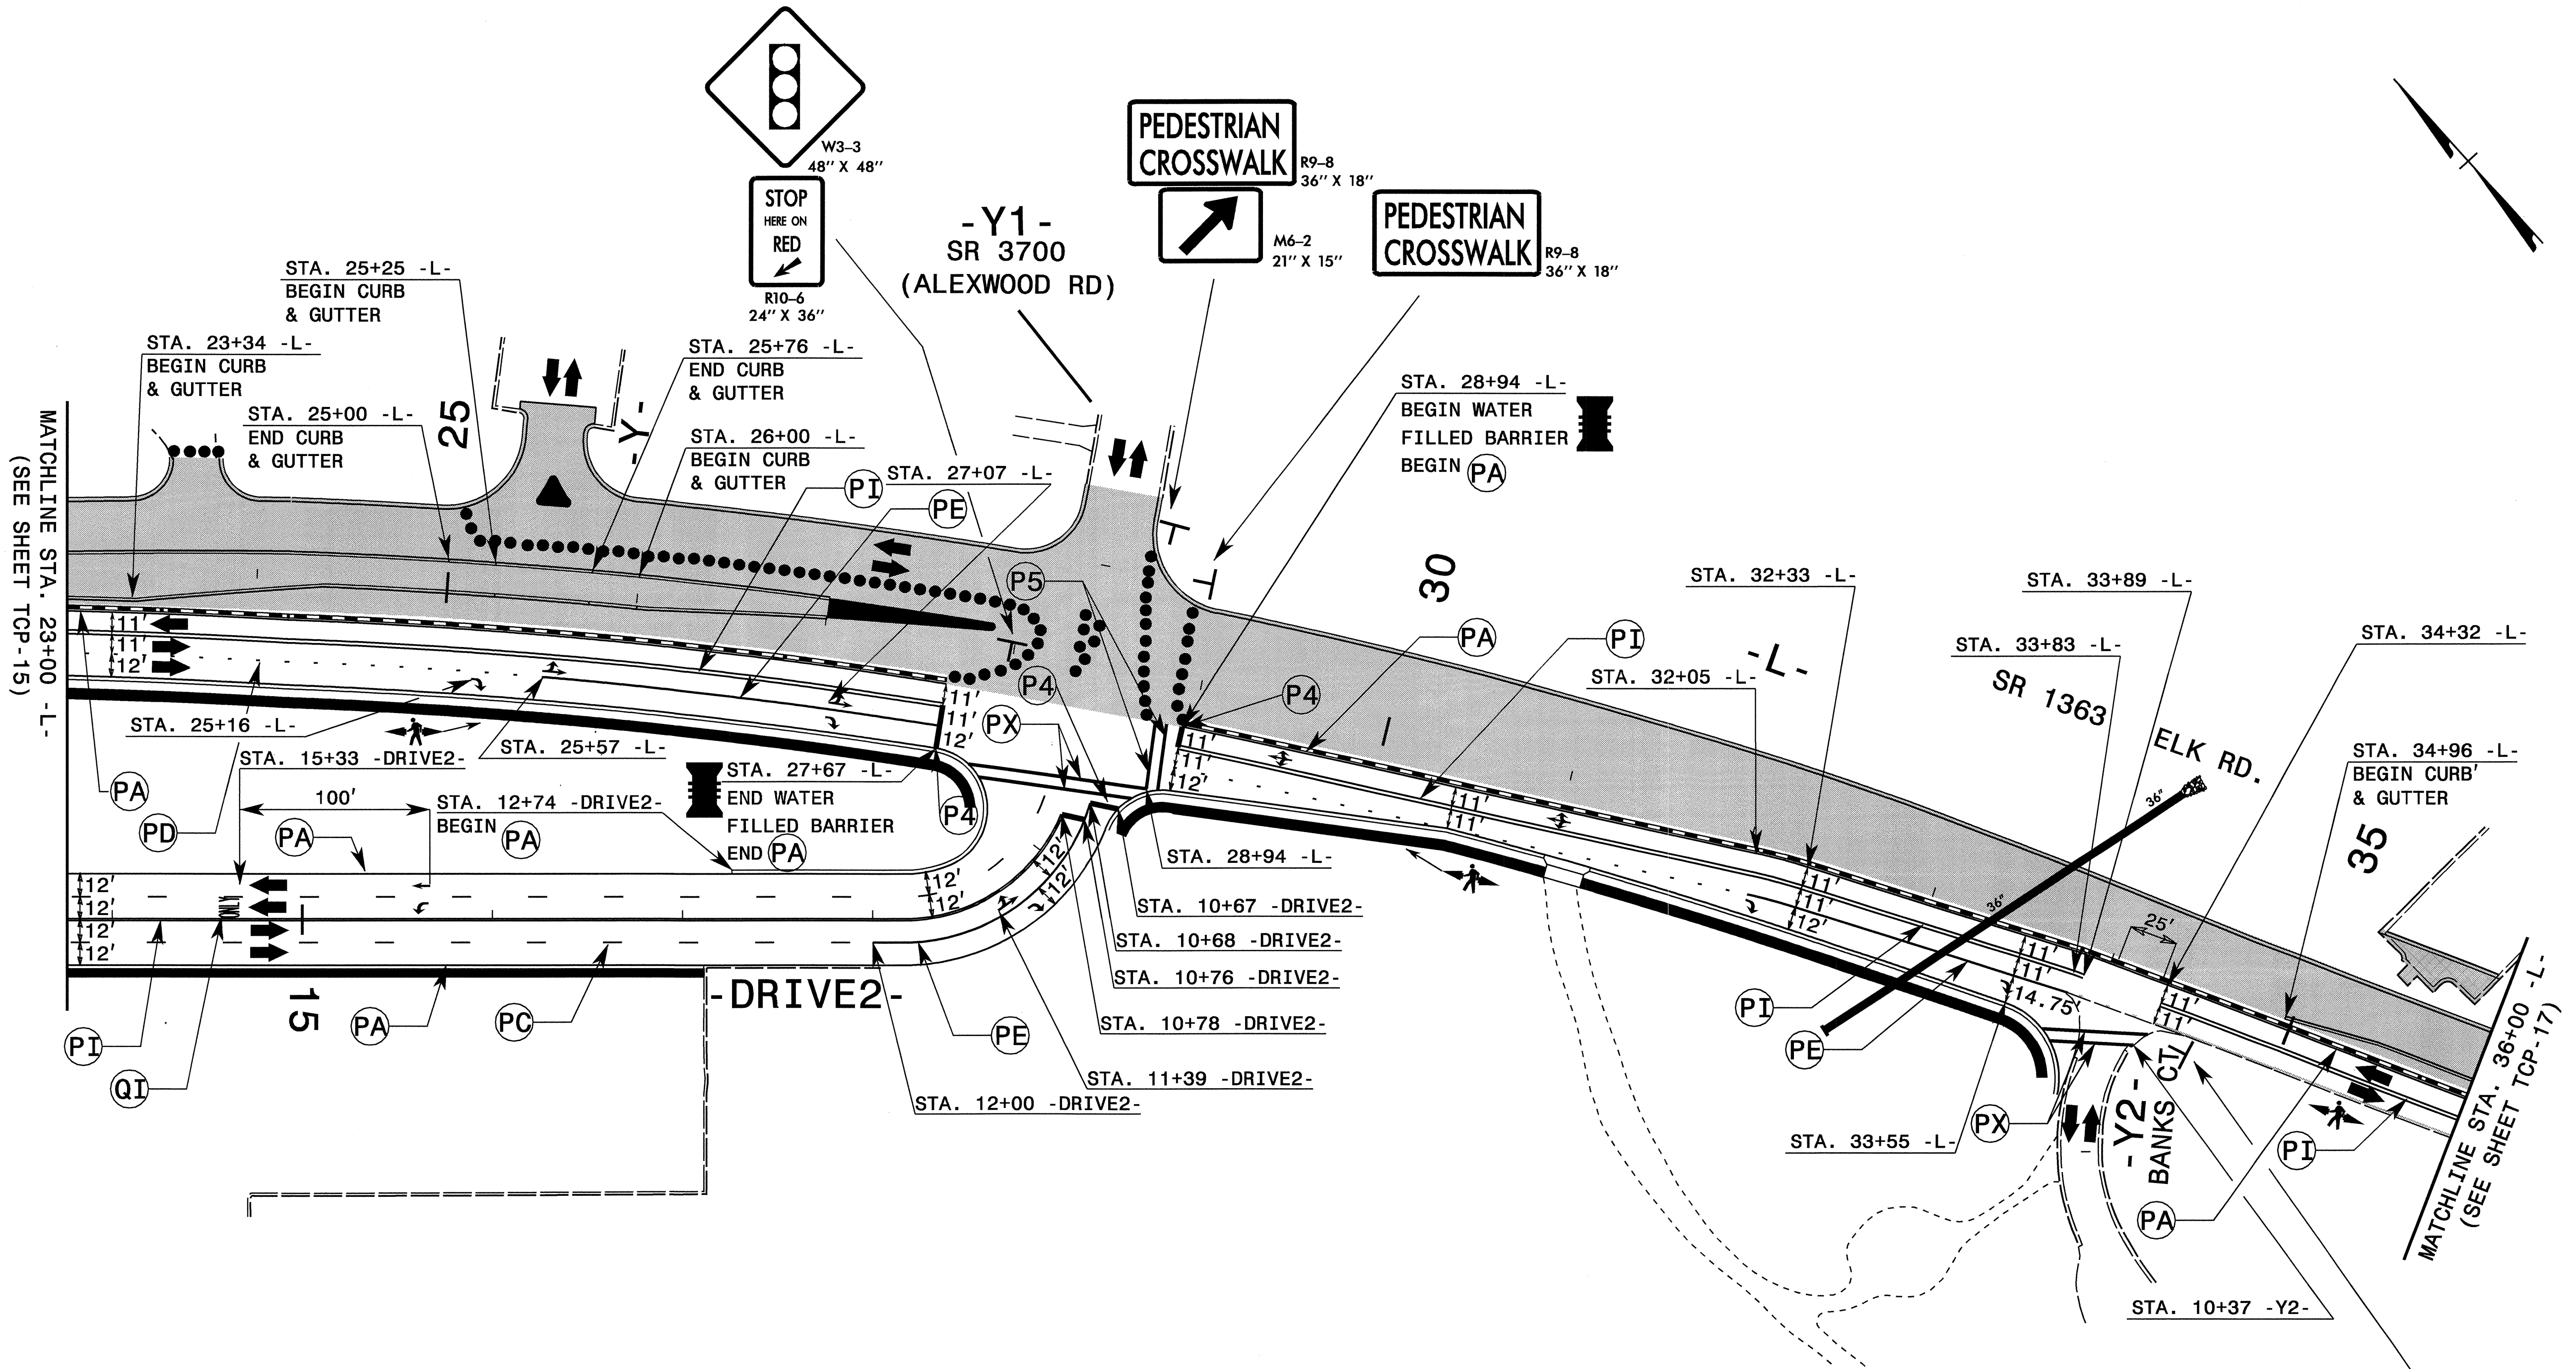 W3-3
48" X 48"
STOP
HERE ON
RED
R10-6
24" X 36"
-Y1-
SR 3700
(ALEXWOOD RD)
PEDESTRIAN
CROSSWALK
R9-8
36" X 18"
M6-2
21" X 15"
PEDESTRIAN
CROSSWALK
R9-8
36" X 18"
STA. 25+25 -L-
BEGIN CURB
& GUTTER
STA. 23+34 -L-
BEGIN CURB
& GUTTER
STA. 25+00 -L-
END CURB
& GUTTER
25
-Y-
STA. 25+76 -L-
END CURB
& GUTTER
STA. 26+00 -L-
BEGIN CURB
& GUTTER
PI
STA. 27+07 -L-
PE
STA. 28+94 -L-
BEGIN WATER
FILLED BARRIER
BEGIN PA
MATCHLINE STA. 23+00 -L-
(SEE SHEET TCP-15)
11'
11'
12'
P5
P4
PX
30
PA
PI
P4
STA. 32+33 -L-
STA. 32+05 -L-
-L-
STA. 33+89 -L-
STA. 33+83 -L-
SR 1363
ELK RD.
STA. 34+32 -L-
STA. 34+96 -L-
BEGIN CURB'
& GUTTER
35
36"
36"
25'
11'
11'
12'
11'
11'
12'
11'
11'
11'
11'
12'
11'
11'
14.75'
11'
11'
STA. 25+16 -L-
STA. 25+57 -L-
STA. 15+33 -DRIVE2-
100'
PA
PD
PA
STA. 12+74 -DRIVE2-
BEGIN PA
STA. 27+67 -L-
END WATER
FILLED BARRIER
END PA
P4
12'
12'
12'
12'
ONLY
12'
12'
12'
12'
STA. 28+94 -L-
STA. 10+67 -DRIVE2-
STA. 10+68 -DRIVE2-
STA. 10+76 -DRIVE2-
STA. 10+78 -DRIVE2-
STA. 11+39 -DRIVE2-
STA. 12+00 -DRIVE2-
-DRIVE2-
15
PI
QI
PA
PC
PE
PI
PE
PX
STA. 33+55 -L-
-Y2-
BANKS CT
PI
PA
STA. 10+37 -Y2-
MATCHLINE STA. 36+00 -L-
(SEE SHEET TCP-17)